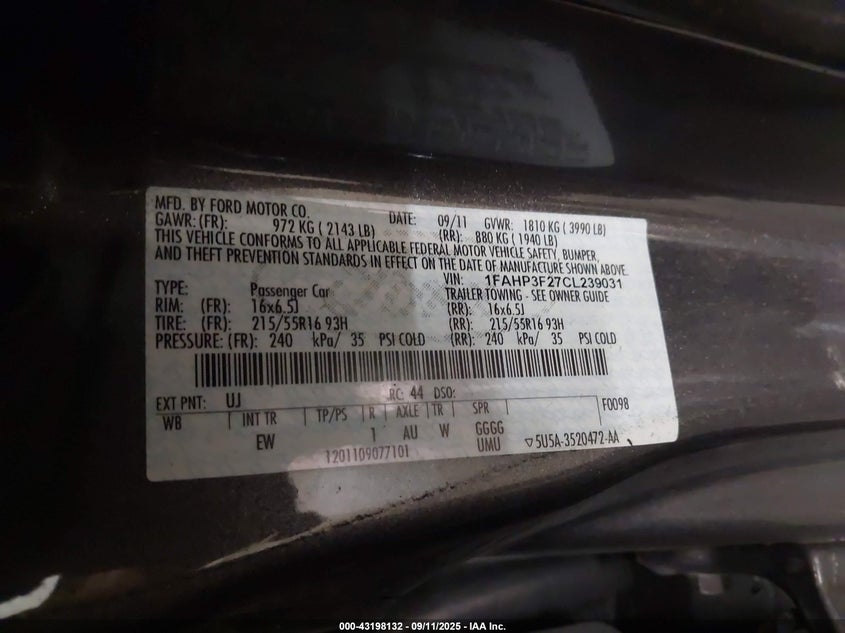 MFD. BY FORD MOTOR CO. DATE: 09/11 GVWR: 1810 KG ( 3990 LB)
GAWR: (FR): 972 KG ( 2143 LB) (RR): 880 KG ( 1940 LB)
THIS VEHICLE CONFORMS TO ALL APPLICABLE FEDERAL MOTOR VEHICLE SAFETY, BUMPER,
AND THEFT PREVENTION STANDARDS IN EFFECT ON THE DATE OF MANUFACTURE SHOWN ABOVE.
VIN: 1FAHP3F27CL239031
TYPE: Passenger Car TRAILER TOWING - SEE OWNER GUIDE
RIM: (FR): 16x6.5J (RR): 16x6.5J
TIRE: (FR): 215/55R16 93H (RR): 215/55R16 93H
PRESSURE: (FR): 240 kPa/ 35 PSI COLD (RR): 240 kPa/ 35 PSI COLD
EXT PNT: UJ RC: 44 DSO: F0098
WB INT TR TP/PS R AXLE TR SPR
EW 1 AU W GGGG
1201109077101 UMU ▽5U5A-3520472-AA
000-43198132 - 09/11/2025 - IAA Inc.